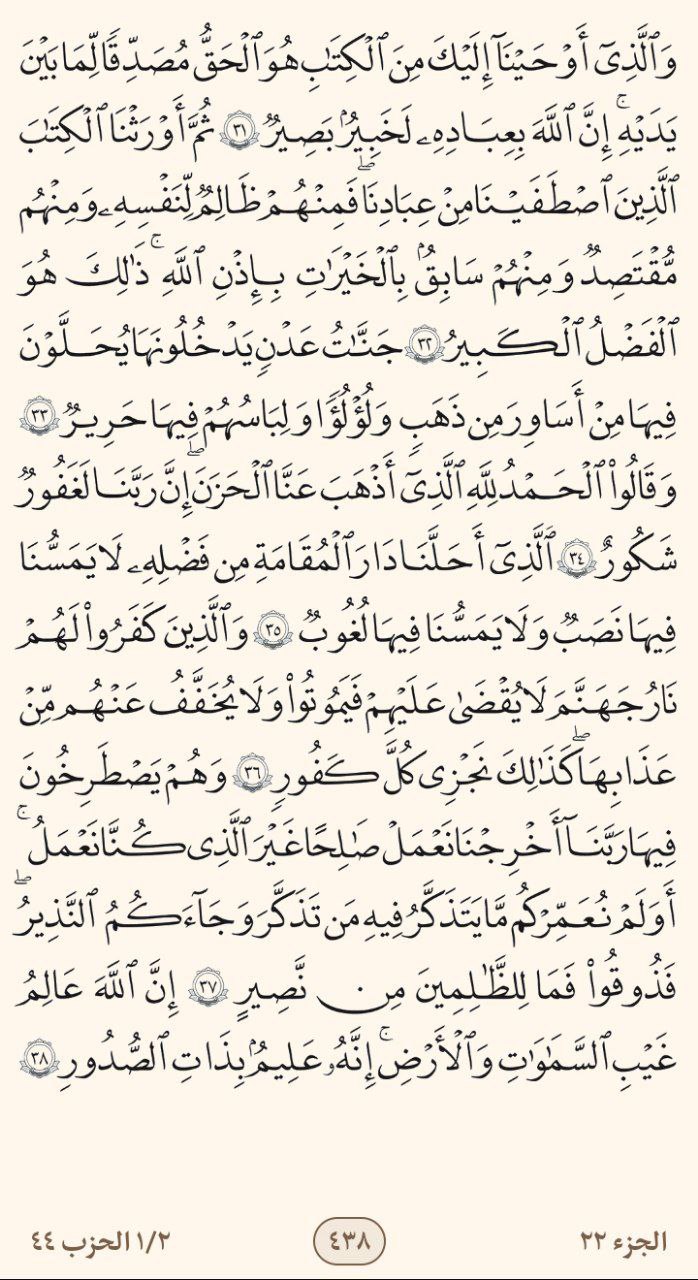 وَٱلَّذِىٓ أَوْحَيْنَآ إِلَيْكَ مِنَ ٱلْكِتَٰبِ هُوَ ٱلْحَقُّ مُصَدِّقًا لِّمَا بَيْنَ
يَدَيْهِ ۚ إِنَّ ٱللَّهَ بِعِبَادِهِۦ لَخَبِيرٌۢ بَصِيرٌ ٣١ ثُمَّ أَوْرَثْنَا ٱلْكِتَٰبَ
ٱلَّذِينَ ٱصْطَفَيْنَا مِنْ عِبَادِنَا ۖ فَمِنْهُمْ ظَالِمٌ لِّنَفْسِهِۦ وَمِنْهُم
مُّقْتَصِدٌ وَمِنْهُمْ سَابِقٌۢ بِٱلْخَيْرَٰتِ بِإِذْنِ ٱللَّهِ ۚ ذَٰلِكَ هُوَ
ٱلْفَضْلُ ٱلْكَبِيرُ ٣٢ جَنَّٰتُ عَدْنٍ يَدْخُلُونَهَا يُحَلَّوْنَ
فِيهَا مِنْ أَسَاوِرَ مِن ذَهَبٍ وَلُؤْلُؤًا وَلِبَاسُهُمْ فِيهَا حَرِيرٌ ٣٣
وَقَالُوا۟ ٱلْحَمْدُ لِلَّهِ ٱلَّذِىٓ أَذْهَبَ عَنَّا ٱلْحَزَنَ ۖ إِنَّ رَبَّنَا لَغَفُورٌ
شَكُورٌ ٣٤ ٱلَّذِىٓ أَحَلَّنَا دَارَ ٱلْمُقَامَةِ مِن فَضْلِهِۦ لَا يَمَسُّنَا
فِيهَا نَصَبٌ وَلَا يَمَسُّنَا فِيهَا لُغُوبٌ ٣٥ وَٱلَّذِينَ كَفَرُوا۟ لَهُمْ
نَارُ جَهَنَّمَ لَا يُقْضَىٰ عَلَيْهِمْ فَيَمُوتُوا۟ وَلَا يُخَفَّفُ عَنْهُم مِّنْ
عَذَابِهَا ۚ كَذَٰلِكَ نَجْزِى كُلَّ كَفُورٍ ٣٦ وَهُمْ يَصْطَرِخُونَ
فِيهَا رَبَّنَآ أَخْرِجْنَا نَعْمَلْ صَٰلِحًا غَيْرَ ٱلَّذِى كُنَّا نَعْمَلُ ۚ
أَوَلَمْ نُعَمِّرْكُم مَّا يَتَذَكَّرُ فِيهِ مَن تَذَكَّرَ وَجَآءَكُمُ ٱلنَّذِيرُ ۖ
فَذُوقُوا۟ فَمَا لِلظَّٰلِمِينَ مِن نَّصِيرٍ ٣٧ إِنَّ ٱللَّهَ عَٰلِمُ
غَيْبِ ٱلسَّمَٰوَٰتِ وَٱلْأَرْضِ ۚ إِنَّهُۥ عَلِيمٌۢ بِذَاتِ ٱلصُّدُورِ ٣٨
الجزء ٢٢ ٤٣٨ ١/٢ الحزب ٤٤